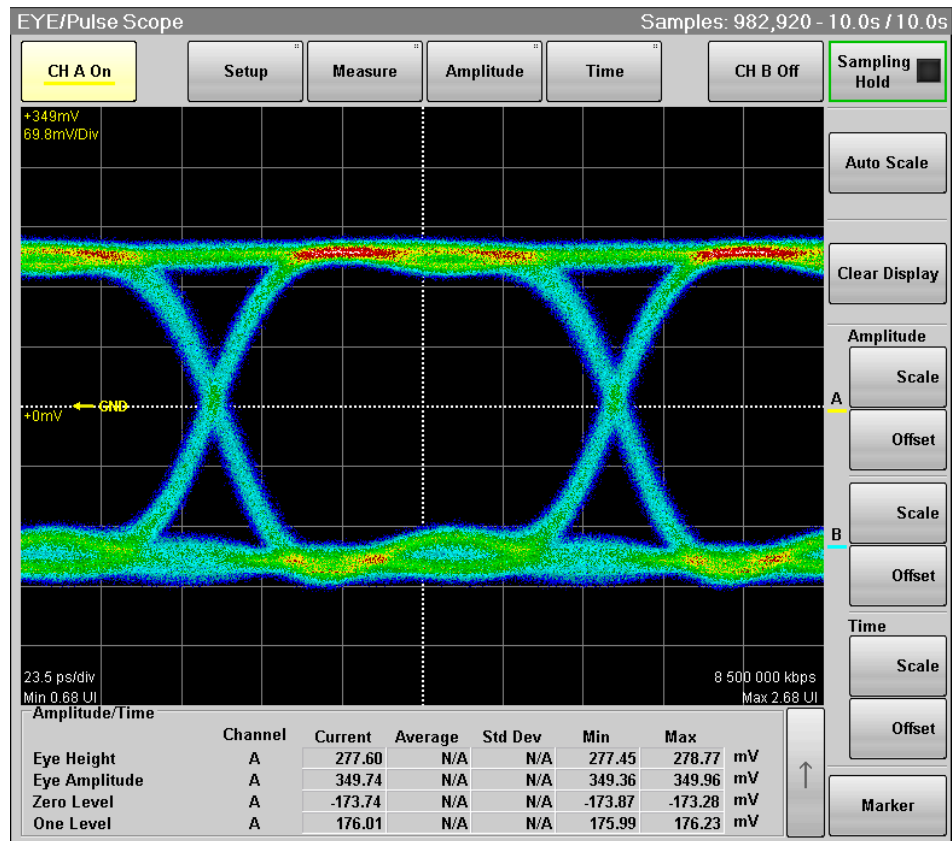 EYE/Pulse Scope Samples: 982,920 - 10.0s / 10.0s
CH A On Setup Measure Amplitude Time CH B Off Sampling Hold
+349mV
69.8mV/Div
Auto Scale
Clear Display
Amplitude
Scale
A
+0mV GND
Offset
Scale
B
Offset
Time
23.5 ps/div 8 500 000 kbps
Scale
Min 0.68 UI Max 2.68 UI
Offset
Amplitude/Time
Channel Current Average Std Dev Min Max
Eye Height A 277.60 N/A N/A 277.45 278.77 mV
Eye Amplitude A 349.74 N/A N/A 349.36 349.96 mV
Zero Level A -173.74 N/A N/A -173.87 -173.28 mV
One Level A 176.01 N/A N/A 175.99 176.23 mV
↑
Marker